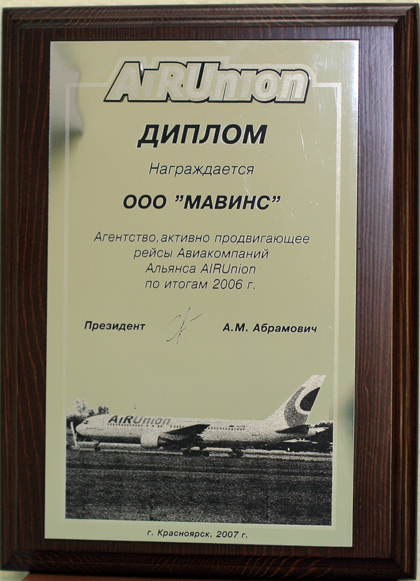 AiRUnion
ДИПЛОМ
Награждается
ООО "МАВИНС"
Агентство, активно продвигающее
рейсы Авиакомпаний
Альянса AIRUnion
по итогам 2006 г.
Президент А.М. Абрамович
AiRUnion
г. Красноярск, 2007 г.